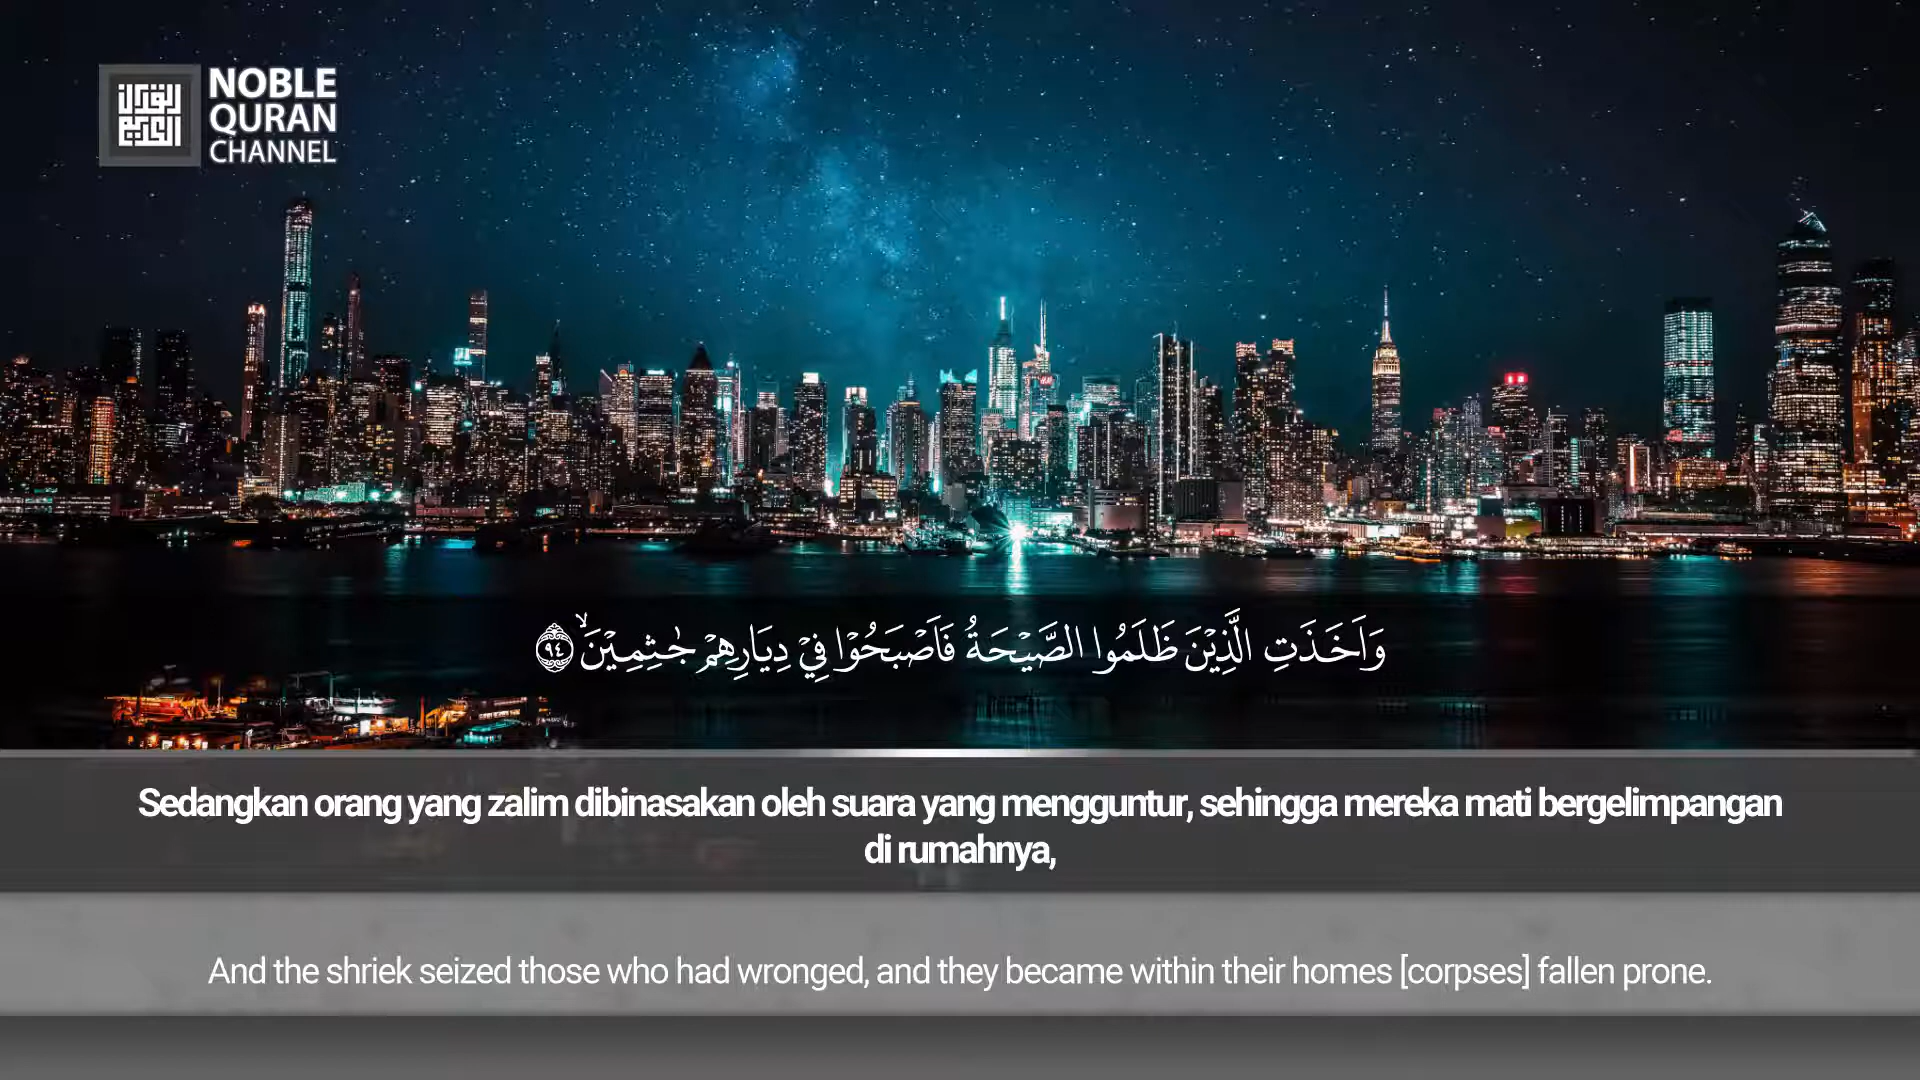 القرآن
الكريم
NOBLE
QURAN
CHANNEL
وَاَخَذَتِ الَّذِيْنَ ظَلَمُوا الصَّيْحَةُ فَاَصْبَحُوْا فِيْ دِيَارِهِمْ جٰثِمِيْنَۙ ٩٤
Sedangkan orang yang zalim dibinasakan oleh suara yang mengguntur, sehingga mereka mati bergelimpangan
di rumahnya,
And the shriek seized those who had wronged, and they became within their homes [corpses] fallen prone.